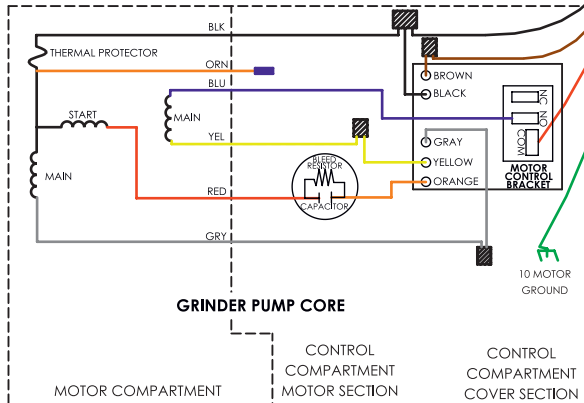 BLK
THERMAL PROTECTOR
ORN
BLU
START
MAIN
YEL
MAIN
RED
GRY
BLEED
RESISTOR
CAPACITOR
BROWN
BLACK
GRAY
YELLOW
ORANGE
NC
NO
COM
MOTOR
CONTROL
BRACKET
10 MOTOR
GROUND
GRINDER PUMP CORE
MOTOR COMPARTMENT
CONTROL
COMPARTMENT
MOTOR SECTION
CONTROL
COMPARTMENT
COVER SECTION